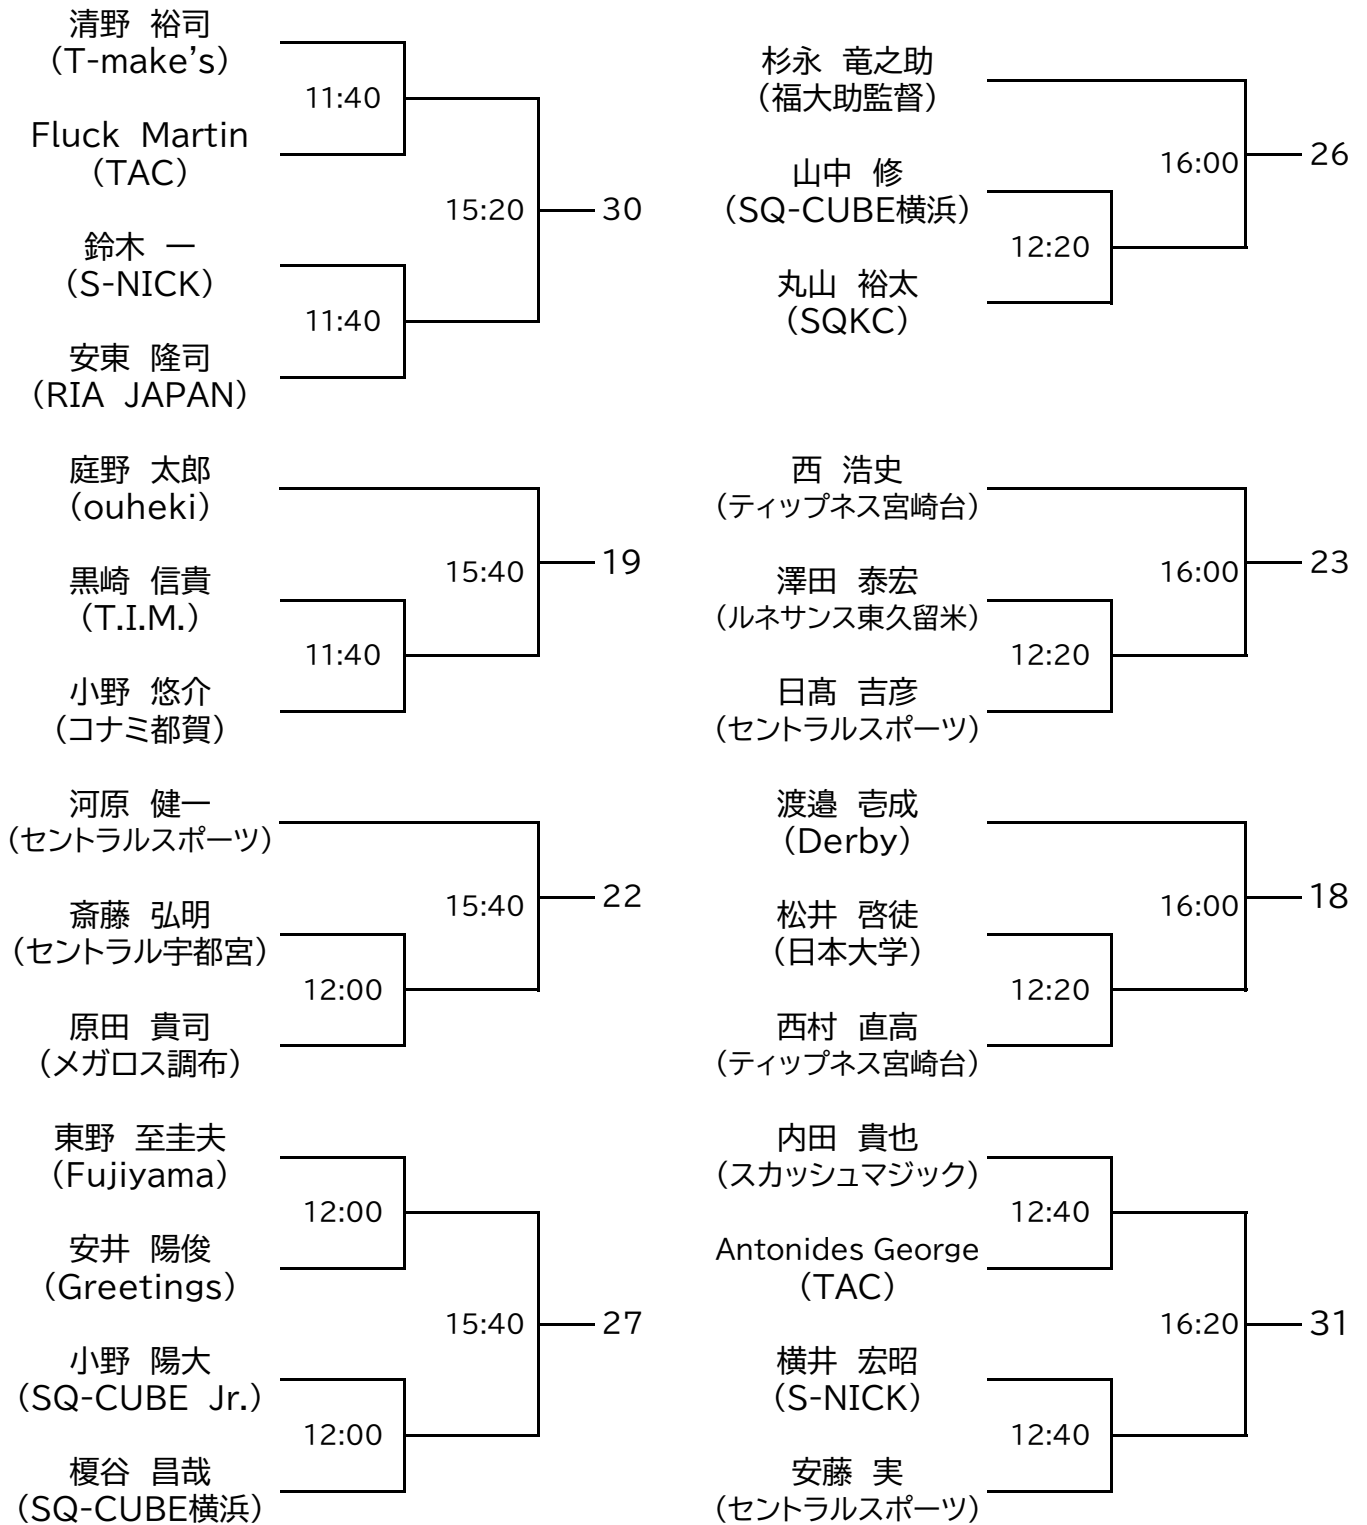 清野 裕司
(T-make's)
11:40
Fluck Martin
(TAC)
15:20
30
鈴木 一
(S-NICK)
11:40
安東 隆司
(RIA JAPAN)
庭野 太郎
(ouheki)
15:40
19
黒崎 信貴
(T.I.M.)
11:40
小野 悠介
(コナミ都賀)
河原 健一
(セントラルスポーツ)
15:40
22
斎藤 弘明
(セントラル宇都宮)
12:00
原田 貴司
(メガロス調布)
東野 至圭夫
(Fujiyama)
12:00
安井 陽俊
(Greetings)
15:40
27
小野 陽大
(SQ-CUBE Jr.)
12:00
榎谷 昌哉
(SQ-CUBE横浜)
杉永 竜之助
(福大助監督)
16:00
26
山中 修
(SQ-CUBE横浜)
12:20
丸山 裕太
(SQKC)
西 浩史
(ティップネス宮崎台)
16:00
23
澤田 泰宏
(ルネサンス東久留米)
12:20
日髙 吉彦
(セントラルスポーツ)
渡邉 壱成
(Derby)
16:00
18
松井 啓徒
(日本大学)
12:20
西村 直高
(ティップネス宮崎台)
内田 貴也
(スカッシュマジック)
12:40
Antonides George
(TAC)
16:20
31
横井 宏昭
(S-NICK)
12:40
安藤 実
(セントラルスポーツ)